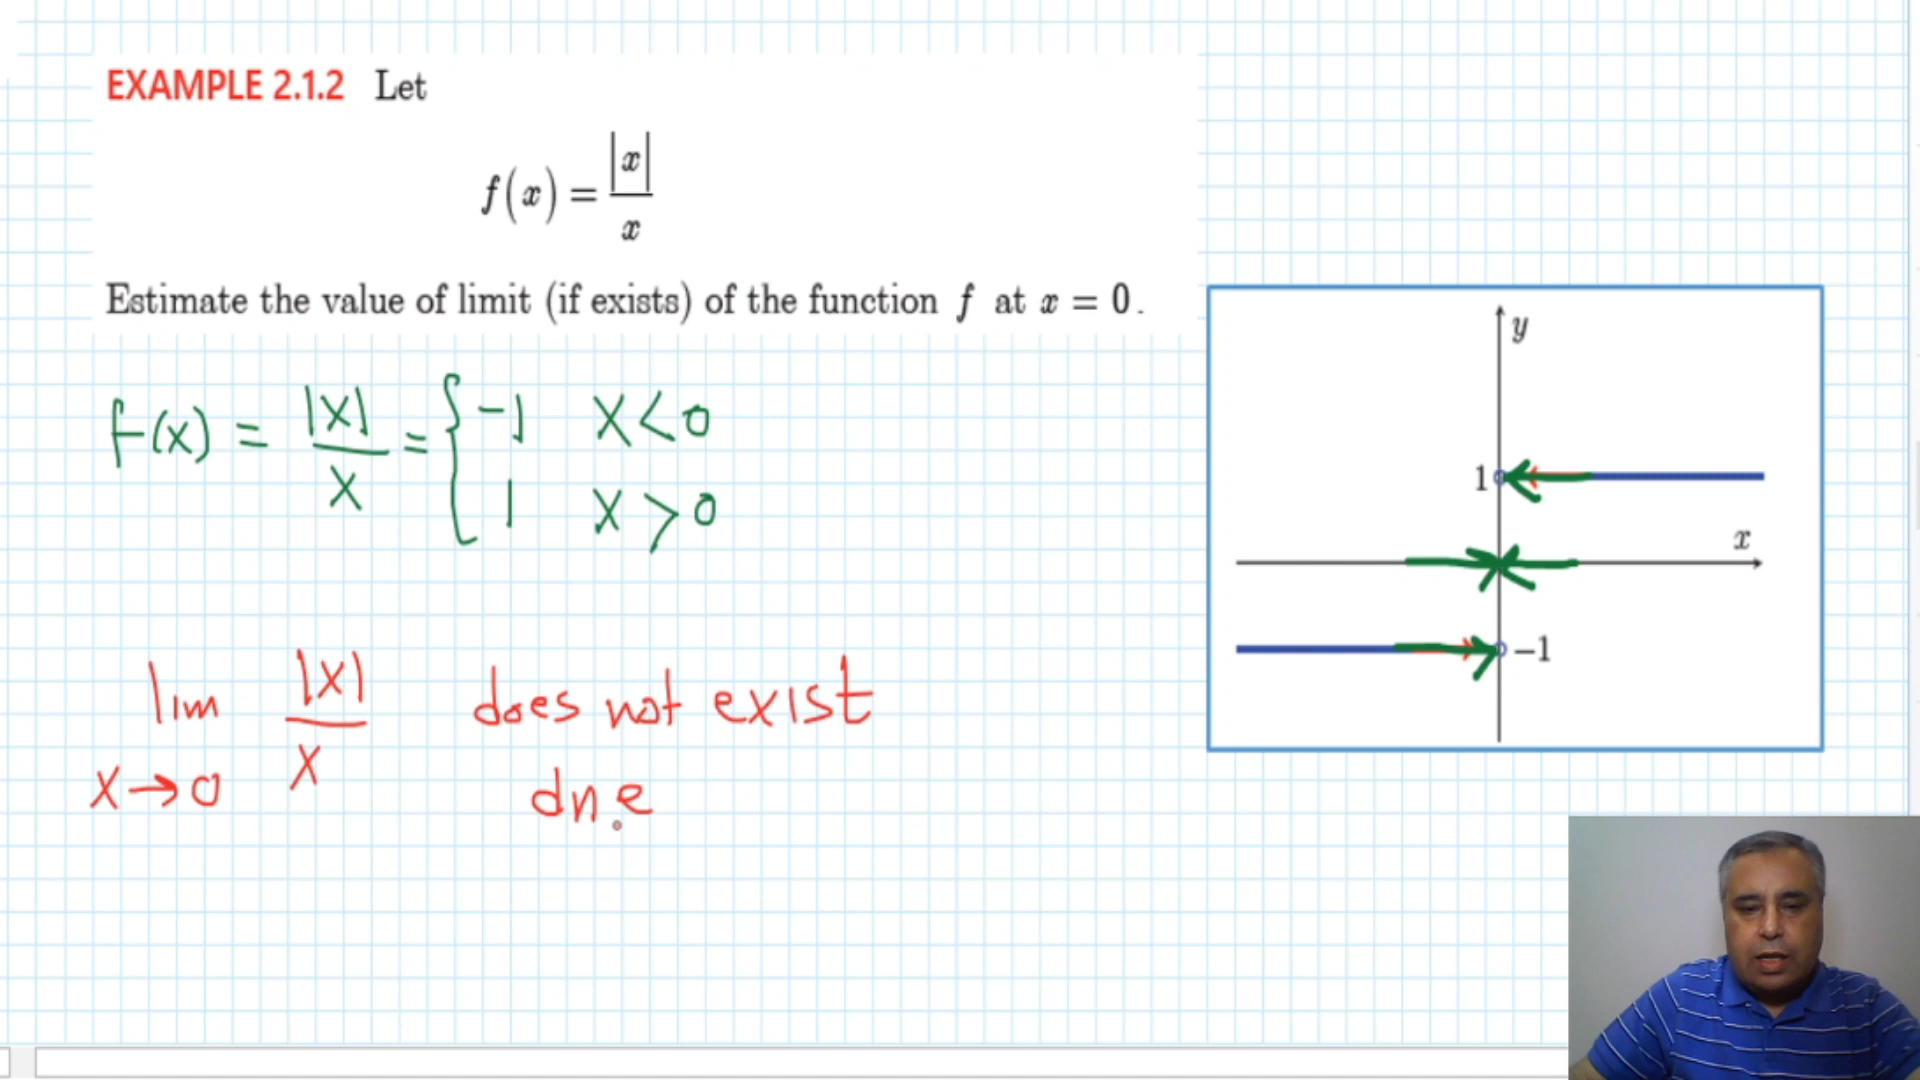 EXAMPLE 2.1.2 Let
f(x) = |x| / x
Estimate the value of limit (if exists) of the function f at x = 0.
f(x) = |x| / x = { -1 x < 0
1 x > 0
lim x→0 |x| / x does not exist
dne
y
1
x
-1